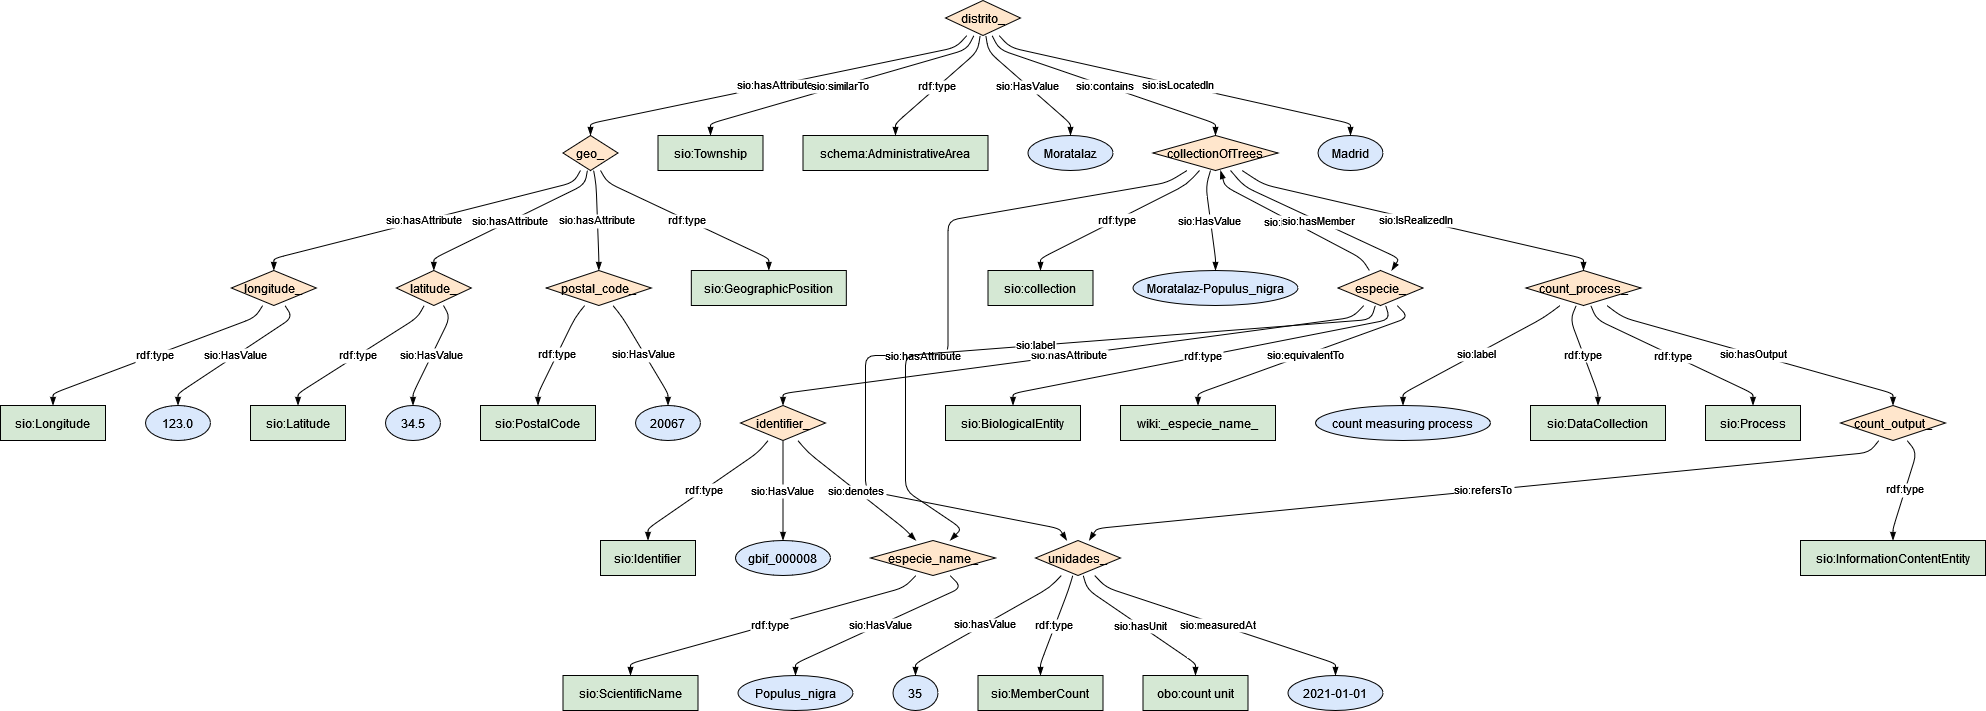 distrito_
sio:hasAttribute
sio:similarTo
rdf:type
sio:HasValue
sio:contains
sio:isLocatedIn
geo_
sio:Township
schema:AdministrativeArea
Moratalaz
collectionOfTrees
Madrid
sio:hasAttribute
sio:hasAttribute
sio:hasAttribute
rdf:type
rdf:type
sio:HasValue
sio:hasMember
sio:IsRealizedIn
longitude_
latitude_
postal_code_
sio:GeographicPosition
sio:collection
Moratalaz-Populus_nigra
especie_
count_process_
rdf:type
sio:HasValue
rdf:type
sio:HasValue
rdf:type
sio:HasValue
sio:hasAttribute
sio:label
sio:hasAttribute
rdf:type
sio:equivalentTo
sio:label
rdf:type
rdf:type
sio:hasOutput
sio:Longitude
123.0
sio:Latitude
34.5
sio:PostalCode
20067
identifier_
sio:BiologicalEntity
wiki:_especie_name_
count measuring process
sio:DataCollection
sio:Process
count_output_
rdf:type
sio:HasValue
sio:denotes
sio:refersTo
rdf:type
sio:Identifier
gbif_000008
especie_name_
unidades_
sio:InformationContentEntity
rdf:type
sio:HasValue
sio:hasValue
rdf:type
sio:hasUnit
sio:measuredAt
sio:ScientificName
Populus_nigra
35
sio:MemberCount
obo:count unit
2021-01-01